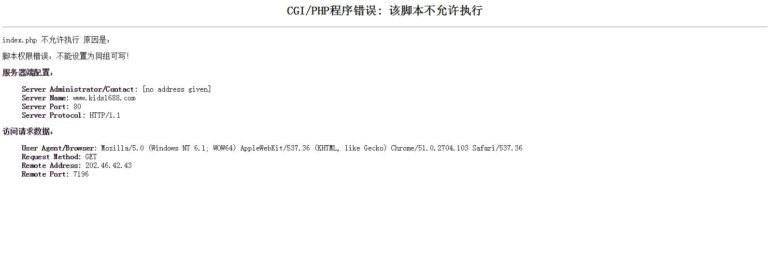 CGI/PHP程序错误: 该脚本不允许执行
index.php 不允许执行 原因是:
脚本权限错误: 不能设置为同组可写!
服务器端配置:
Server Administrator/Contact: [no address given]
Server Name: www.kids1688.com
Server Port: 80
Server Protocol: HTTP/1.1
访问请求数据:
User Agent/Browser: Mozilla/5.0 (Windows NT 6.1; WOW64) AppleWebKit/537.36 (KHTML, like Gecko) Chrome/51.0.2704.103 Safari/537.36
Request Method: GET
Remote Address: 202.46.42.43
Remote Port: 7196